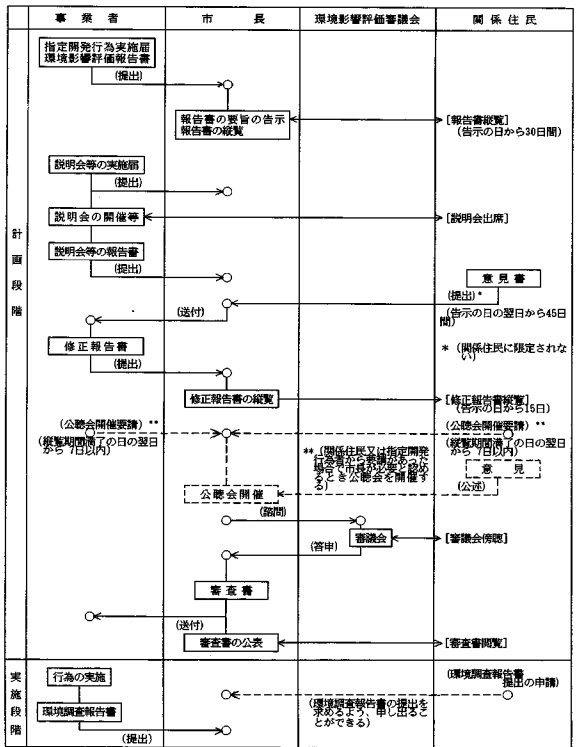 事業者
市長
環境影響評価審議会
関係住民
計画段階
指定開発行為実施届
環境影響評価報告書
(提出)
報告書の要旨の告示
報告書の縦覧
[報告書縦覧]
(告示の日から30日間)
説明会等の実施届
(提出)
説明会の開催等
[説明会出席]
説明会等の報告書
(提出)
意見書
(提出) *
(告示の日の翌日から45日
間)
(送付)
* (関係住民に限定されな
い)
修正報告書
(提出)
修正報告書の縦覧
[修正報告書縦覧]
(告示の日から15日)
(公聴会開催要請) **
(縦覧期間満了の日の翌日
から 7日以内)
(公聴会開催要請) **
(縦覧期間満了の日の翌日
から 7日以内)
** (関係住民又は指定開発
行為者から要請があった
場合で市長が必要と認め
るとき公聴会を開催す
る)
意見
(公述)
公聴会開催
(諮問)
審議会
[審議会傍聴]
(答申)
審査書
(送付)
審査書の公表
[審査書閲覧]
実施段階
行為の実施
(環境調査報告書
提出の申請)
環境調査報告書
(環境調査報告書の提出を
求めるよう、申し出るこ
とができる)
(提出)